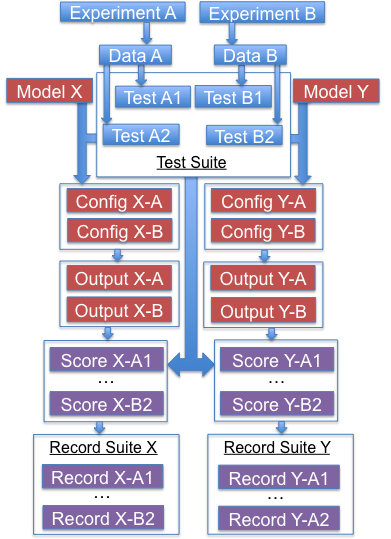 Experiment A
Experiment B
Data A
Data B
Model X
Model Y
Test A1
Test B1
Test A2
Test B2
Test Suite
Config X-A
Config Y-A
Config X-B
Config Y-B
Output X-A
Output Y-A
Output X-B
Output Y-B
Score X-A1
Score Y-A1
...
...
Score X-B2
Score Y-B2
Record Suite X
Record Suite Y
Record X-A1
Record Y-A1
...
...
Record X-B2
Record Y-A2